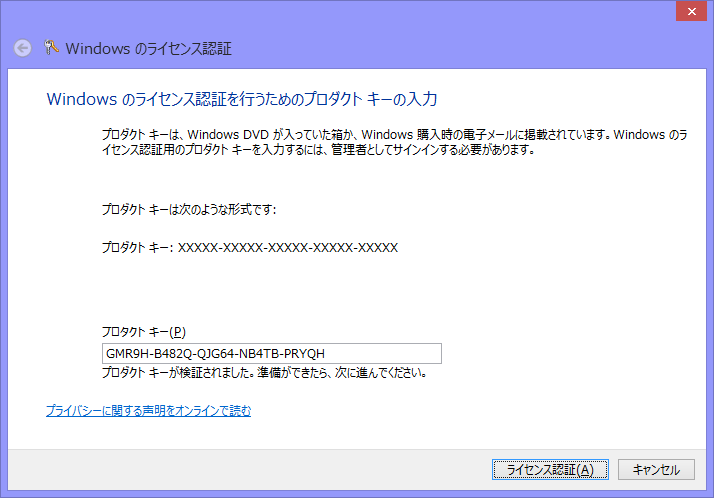 Windows のライセンス認証
Windows のライセンス認証を行うためのプロダクト キーの入力
プロダクト キーは、Windows DVD が入っていた箱か、Windows 購入時の電子メールに掲載されています。Windows のラ
イセンス認証用のプロダクト キーを入力するには、管理者としてサインインする必要があります。
プロダクト キーは次のような形式です:
プロダクト キー: XXXXX-XXXXX-XXXXX-XXXXX-XXXXX
プロダクト キー(P)
GMR9H-B482Q-QJG64-NB4TB-PRYQH
プロダクト キーが検証されました。準備ができたら、次に進んでください。
プライバシーに関する声明をオンラインで読む
ライセンス認証(A)
キャンセル